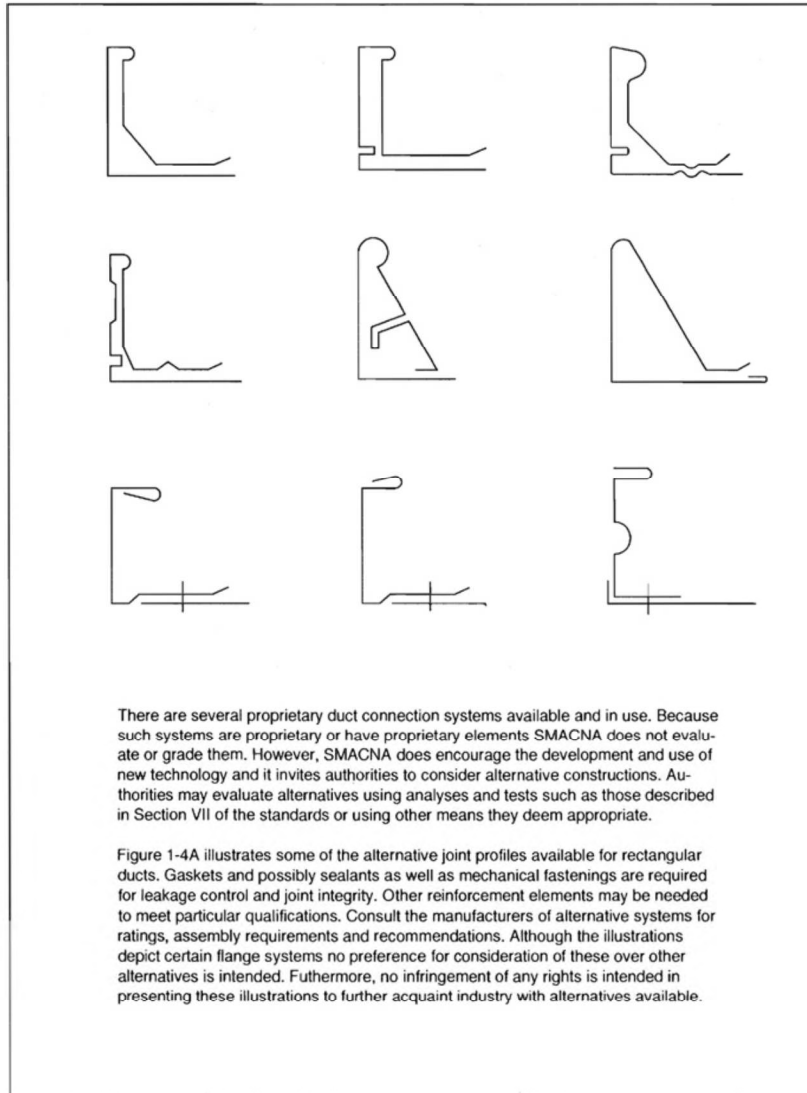 There are several proprietary duct connection systems available and in use. Because
such systems are proprietary or have proprietary elements SMACNA does not evalu-
ate or grade them. However, SMACNA does encourage the development and use of
new technology and it invites authorities to consider alternative constructions. Au-
thorities may evaluate alternatives using analyses and tests such as those described
in Section VII of the standards or using other means they deem appropriate.
Figure 1-4A illustrates some of the alternative joint profiles available for rectangular
ducts. Gaskets and possibly sealants as well as mechanical fastenings are required
for leakage control and joint integrity. Other reinforcement elements may be needed
to meet particular qualifications. Consult the manufacturers of alternative systems for
ratings, assembly requirements and recommendations. Although the illustrations
depict certain flange systems no preference for consideration of these over other
alternatives is intended. Futhermore, no infringement of any rights is intended in
presenting these illustrations to further acquaint industry with alternatives available.